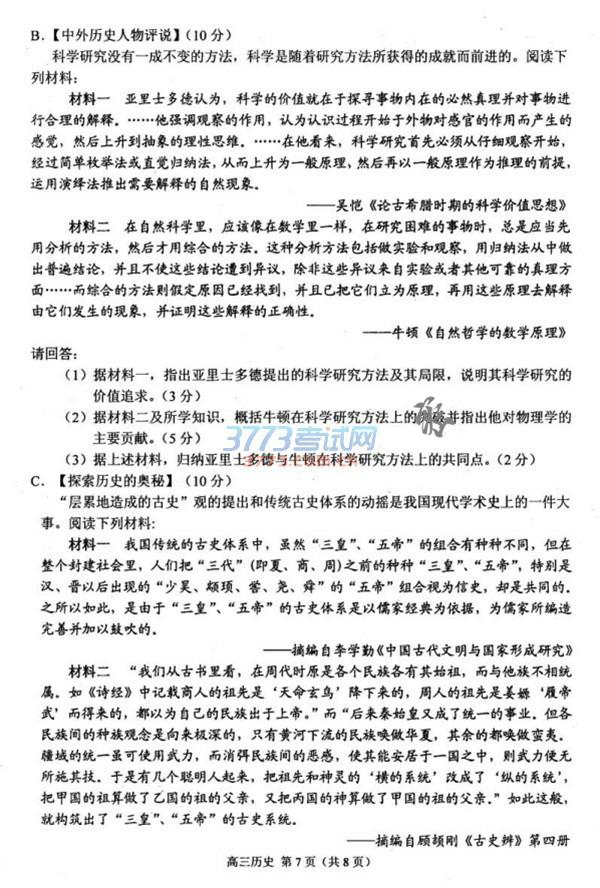 B.【中外历史人物评说】(10分)
科学研究没有一成不变的方法，科学是随着研究方法所获得的成就而前进的。阅读下
列材料：
材料一　亚里士多德认为，科学的价值就在于探寻事物内在的必然真理并对事物进
行合理的解释。……他强调观察的作用，认为认识过程开始于外物对感官的作用而产生的
感觉，然后上升到抽象的理性思维。……在他看来，科学研究首先必须从仔细观察开始，
经过简单枚举法或直觉归纳法，从而上升为一般原理，然后再以一般原理作为推理的前提，
运用演绎法推出需要解释的自然现象。
——吴恺《论古希腊时期的科学价值思想》
材料二　在自然科学里，应该像在数学里一样，在研究困难的事物时，总是应当先
用分析的方法，然后才用综合的方法。这种分析方法包括做实验和观察，用归纳法从中做
出普遍结论，并且不使这些结论遭到异议，除非这些异议来自实验或者其他可靠的真理方
面……而综合的方法则假定原因已经找到，并且已把它们立为原理，再用这些原理去解释
由它们发生的现象，并证明这些解释的正确性。
——牛顿《自然哲学的数学原理》
请回答：
(1) 据材料一，指出亚里士多德提出的科学研究方法及其局限，说明其科学研究的
价值追求。(3分)
(2) 据材料二及所学知识，概括牛顿在科学研究方法上的 并指出他对物理学的
主要贡献。(5分)
3773考试网
(3) 据上述材料，归纳亚里士多德与牛顿在科学研究方法上的共同点。(2分)
C.【探索历史的奥秘】(10分)
“层累地造成的古史”观的提出和传统古史体系的动摇是我国现代学术史上的一件大
事。阅读下列材料：
材料一　我国传统的古史体系中，虽然“三皇”、“五帝”的组合有种种不同，但在
整个封建社会里，人们把“三代”(即夏、商、周)之前的种种“三皇”、“五帝”，特别是
汉、晋以后出现的“少昊、颛顼、喾、尧、舜”的“五帝”组合视为信史，却是共同的。
之所以如此，是由于“三皇”、“五帝”的古史体系是以儒家经典为依据，为儒家所编造
完善并加以鼓吹的。
——摘编自李学勤《中国古代文明与国家形成研究》
材料二　“我们从古书里看，在周代时原是各个民族各有其始祖，而与他族不相统
属。如《诗经》中记载商人的祖先是‘天命玄鸟’降下来的，周人的祖先是姜嫄‘履帝
武’而得来的，都以为自己的民族出于上帝。”而“后来秦始皇又成了统一的事业。但各
民族间的种族观念是向来极深的，只有黄河下流的民族唤做华夏，其余的都唤做蛮夷。
疆域的统一虽可使用武力，而消弭民族间的恶感，使其能安居于一国之中，则武力便无
所施其技。于是有几个聪明人起来，把祖先和神灵的‘横的系统’改成了‘纵的系统’，
把甲国的祖算做了乙国的祖的父亲，又把丙国的神算做了甲国的祖的父亲。”如此这般，
就构筑出了“三皇”、“五帝”的古史系统。
——摘编自顾颉刚《古史辨》第四册
高三历史 第7页（共8页）